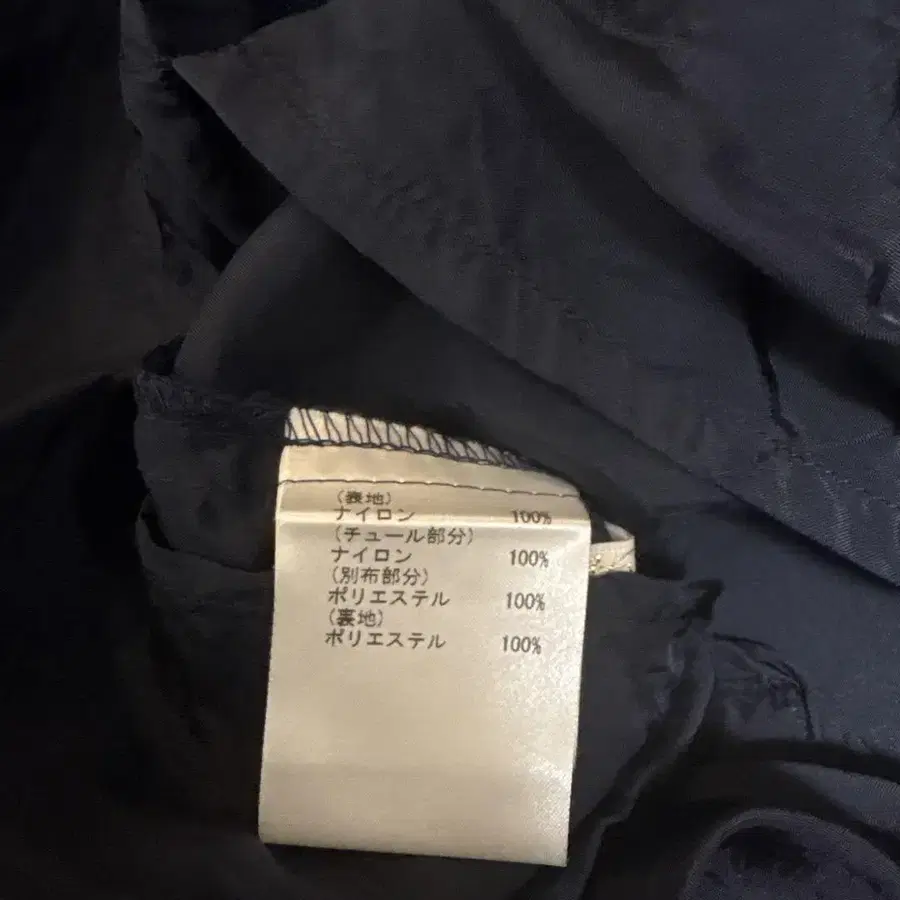 (表地)
ナイロン 100%
(チュール部分)
ナイロン 100%
(別布部分)
ポリエステル 100%
(裏地)
ポリエステル 100%